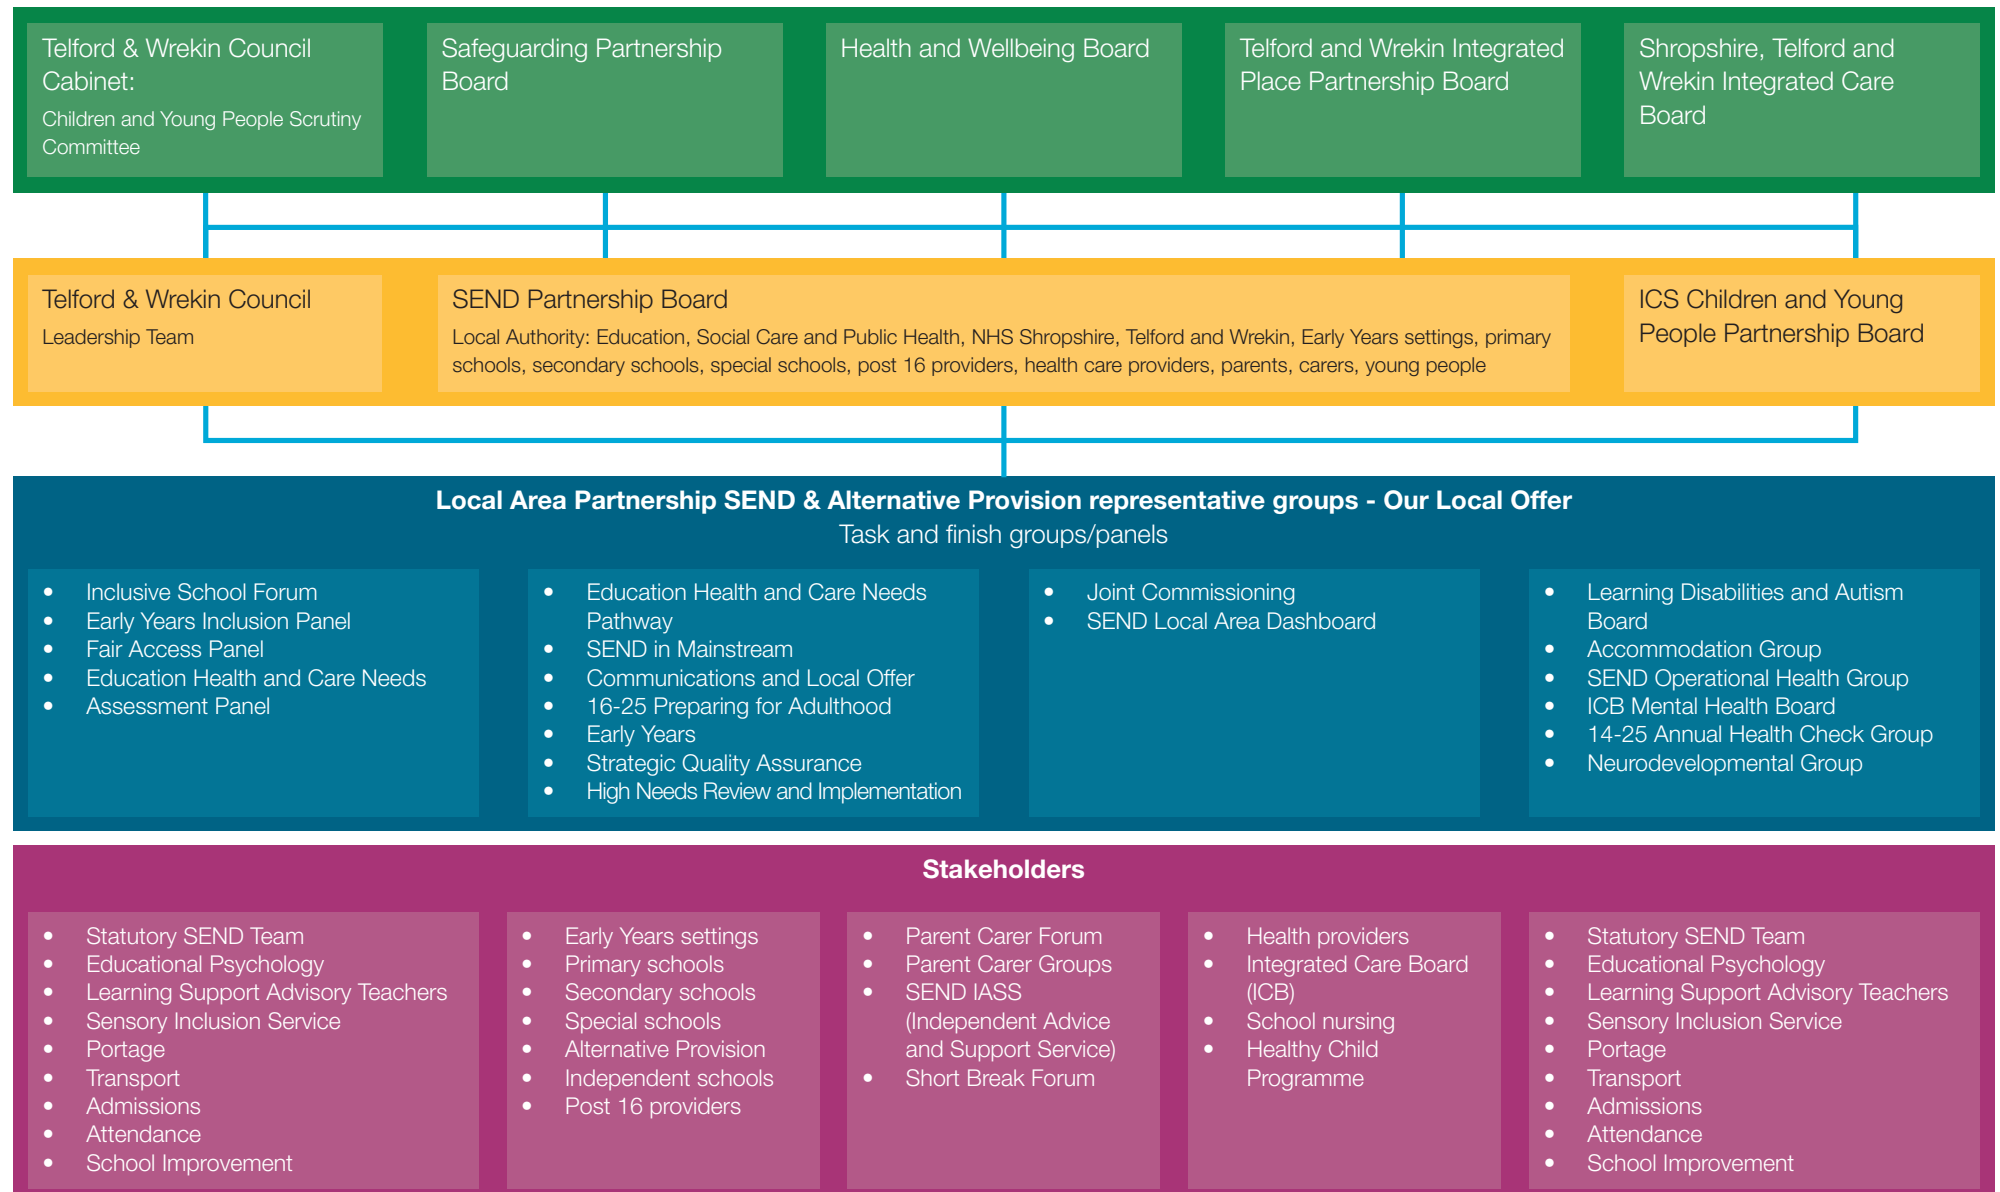 Telford & Wrekin Council
Cabinet:
Children and Young People Scrutiny
Committee
Safeguarding Partnership
Board
Health and Wellbeing Board
Telford and Wrekin Integrated
Place Partnership Board
Shropshire, Telford and
Wrekin Integrated Care
Board
Telford & Wrekin Council
Leadership Team
SEND Partnership Board
Local Authority: Education, Social Care and Public Health, NHS Shropshire, Telford and Wrekin, Early Years settings, primary
schools, secondary schools, special schools, post 16 providers, health care providers, parents, carers, young people
ICS Children and Young
People Partnership Board
Local Area Partnership SEND & Alternative Provision representative groups - Our Local Offer
Task and finish groups/panels
• Inclusive School Forum
• Early Years Inclusion Panel
• Fair Access Panel
• Education Health and Care Needs
• Assessment Panel
• Education Health and Care Needs
Pathway
• SEND in Mainstream
• Communications and Local Offer
• 16-25 Preparing for Adulthood
• Early Years
• Strategic Quality Assurance
• High Needs Review and Implementation
• Joint Commissioning
• SEND Local Area Dashboard
• Learning Disabilities and Autism
Board
• Accommodation Group
• SEND Operational Health Group
• ICB Mental Health Board
• 14-25 Annual Health Check Group
• Neurodevelopmental Group
Stakeholders
• Statutory SEND Team
• Educational Psychology
• Learning Support Advisory Teachers
• Sensory Inclusion Service
• Portage
• Transport
• Admissions
• Attendance
• School Improvement
• Early Years settings
• Primary schools
• Secondary schools
• Special schools
• Alternative Provision
• Independent schools
• Post 16 providers
• Parent Carer Forum
• Parent Carer Groups
• SEND IASS
(Independent Advice
and Support Service)
• Short Break Forum
• Health providers
• Integrated Care Board
(ICB)
• School nursing
• Healthy Child
Programme
• Statutory SEND Team
• Educational Psychology
• Learning Support Advisory Teachers
• Sensory Inclusion Service
• Portage
• Transport
• Admissions
• Attendance
• School Improvement